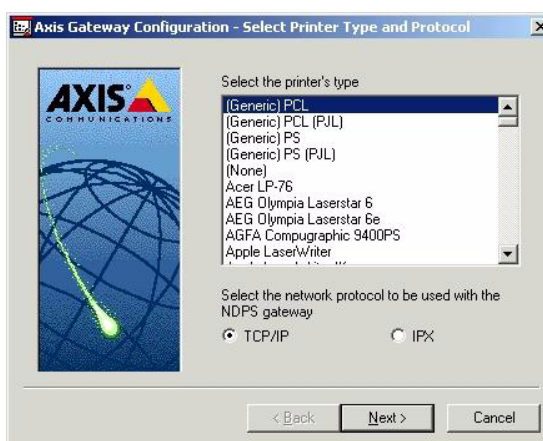 Axis Gateway Configuration - Select Printer Type and Protocol
AXIS
COMMUNICATIONS
Select the printer's type
(Generic) PCL
(Generic) PCL (PJL)
(Generic) PS
(Generic) PS (PJL)
(None)
Acer LP-76
AEG Olympia Laserstar 6
AEG Olympia Laserstar 6e
AGFA Compugraphic 9400PS
Apple LaserWriter
Select the network protocol to be used with the
NDPS gateway
TCP/IP
IPX
< Back
Next >
Cancel